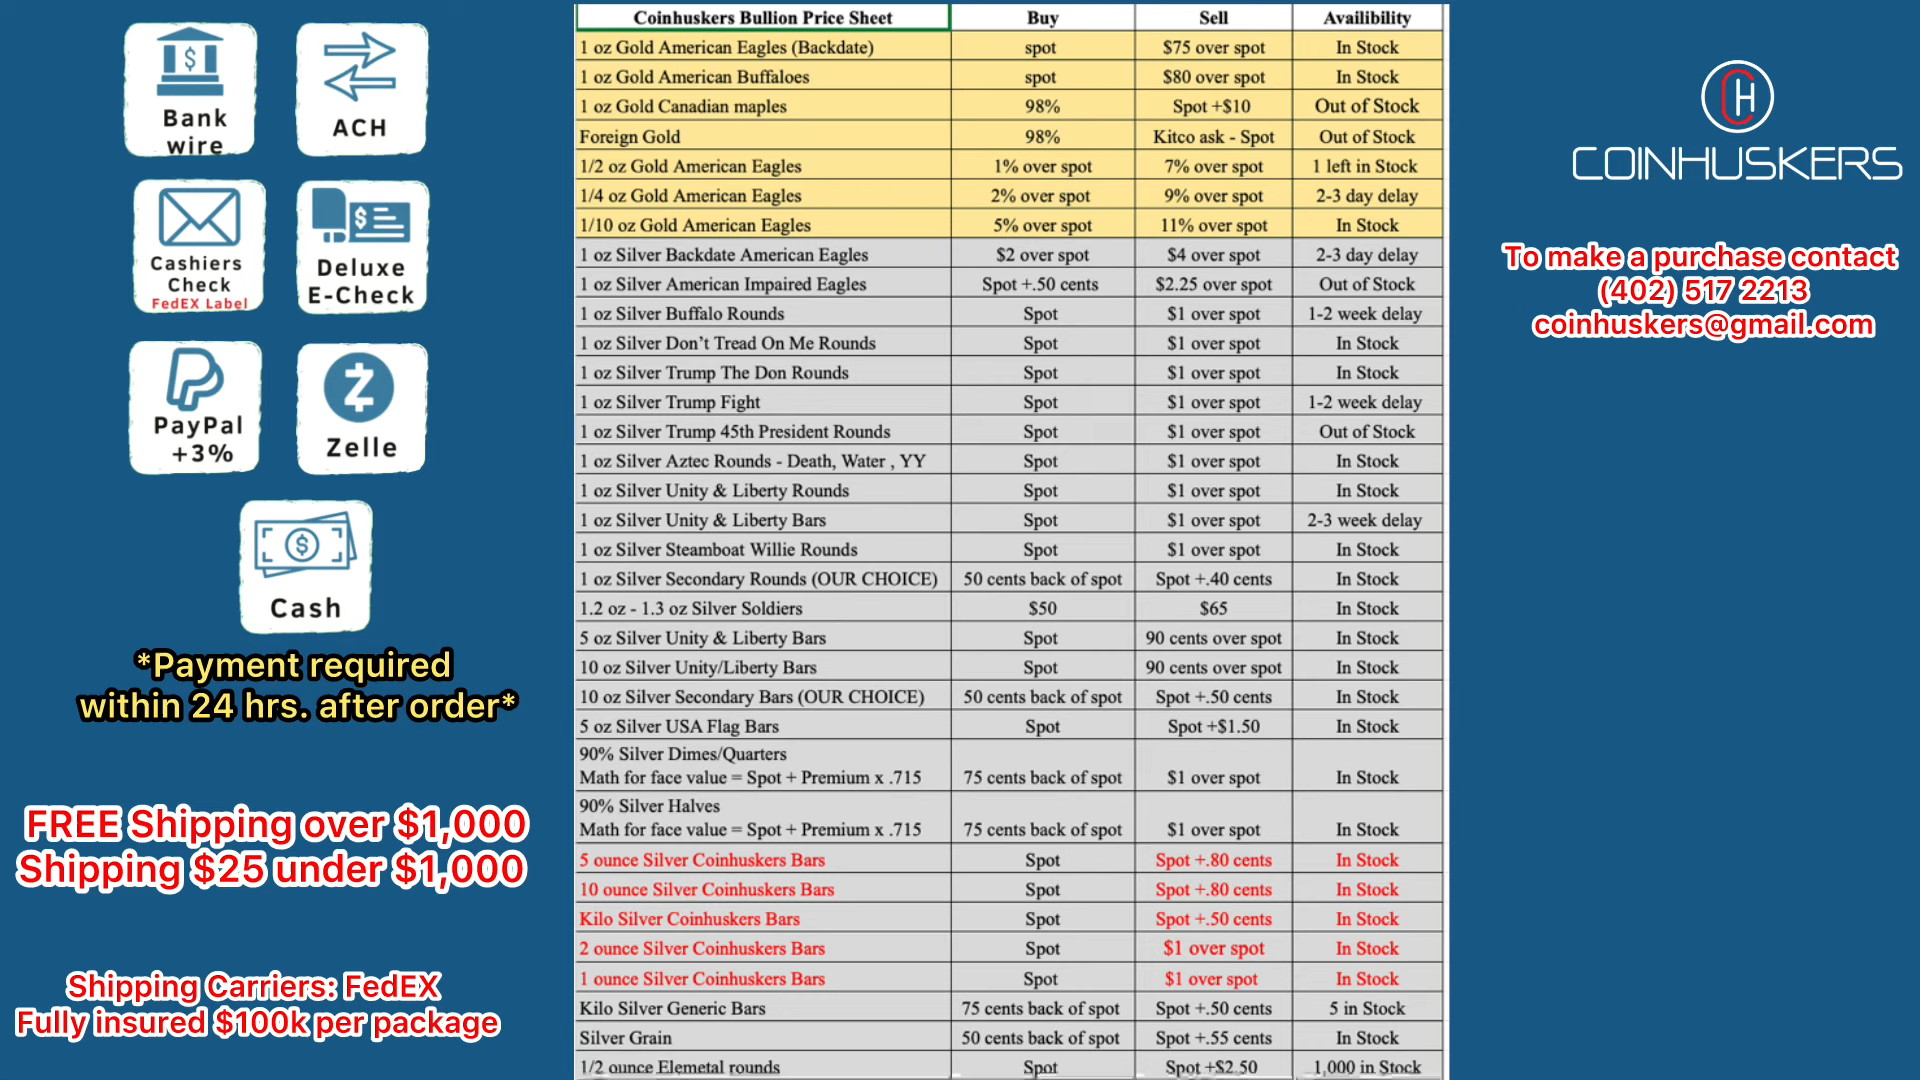 Bank
wire
ACH
Cashiers
Check
FedEX Label
Deluxe
E-Check
PayPal
+3%
Zelle
Cash
*Payment required
within 24 hrs. after order*
FREE Shipping over $1,000
Shipping $25 under $1,000
Shipping Carriers: FedEX
Fully insured $100k per package
Coinhuskers Bullion Price Sheet Buy Sell Availibility
1 oz Gold American Eagles (Backdate) spot $75 over spot In Stock
1 oz Gold American Buffaloes spot $80 over spot In Stock
1 oz Gold Canadian maples 98% Spot +$10 Out of Stock
Foreign Gold 98% Kitco ask - Spot Out of Stock
1/2 oz Gold American Eagles 1% over spot 7% over spot 1 left in Stock
1/4 oz Gold American Eagles 2% over spot 9% over spot 2-3 day delay
1/10 oz Gold American Eagles 5% over spot 11% over spot In Stock
1 oz Silver Backdate American Eagles $2 over spot $4 over spot 2-3 day delay
1 oz Silver American Impaired Eagles Spot +.50 cents $2.25 over spot Out of Stock
1 oz Silver Buffalo Rounds Spot $1 over spot 1-2 week delay
1 oz Silver Don't Tread On Me Rounds Spot $1 over spot In Stock
1 oz Silver Trump The Don Rounds Spot $1 over spot In Stock
1 oz Silver Trump Fight Spot $1 over spot 1-2 week delay
1 oz Silver Trump 45th President Rounds Spot $1 over spot Out of Stock
1 oz Silver Aztec Rounds - Death, Water , YY Spot $1 over spot In Stock
1 oz Silver Unity & Liberty Rounds Spot $1 over spot In Stock
1 oz Silver Unity & Liberty Bars Spot $1 over spot 2-3 week delay
1 oz Silver Steamboat Willie Rounds Spot $1 over spot In Stock
1 oz Silver Secondary Rounds (OUR CHOICE) 50 cents back of spot Spot +.40 cents In Stock
1.2 oz - 1.3 oz Silver Soldiers $50 $65 In Stock
5 oz Silver Unity & Liberty Bars Spot 90 cents over spot In Stock
10 oz Silver Unity/Liberty Bars Spot 90 cents over spot In Stock
10 oz Silver Secondary Bars (OUR CHOICE) 50 cents back of spot Spot +.50 cents In Stock
5 oz Silver USA Flag Bars Spot Spot +$1.50 In Stock
90% Silver Dimes/Quarters
Math for face value = Spot + Premium x .715 75 cents back of spot $1 over spot In Stock
90% Silver Halves
Math for face value = Spot + Premium x .715 75 cents back of spot $1 over spot In Stock
5 ounce Silver Coinhuskers Bars Spot Spot +.80 cents In Stock
10 ounce Silver Coinhuskers Bars Spot Spot +.80 cents In Stock
Kilo Silver Coinhuskers Bars Spot Spot +.50 cents In Stock
2 ounce Silver Coinhuskers Bars Spot $1 over spot In Stock
1 ounce Silver Coinhuskers Bars Spot $1 over spot In Stock
Kilo Silver Generic Bars 75 cents back of spot Spot +.50 cents 5 in Stock
Silver Grain 50 cents back of spot Spot +.55 cents In Stock
1/2 ounce Elemetal rounds Spot Spot +$2.50 1,000 in Stock
CH
COINHUSKERS
To make a purchase contact
(402) 517 2213
coinhuskers@gmail.com